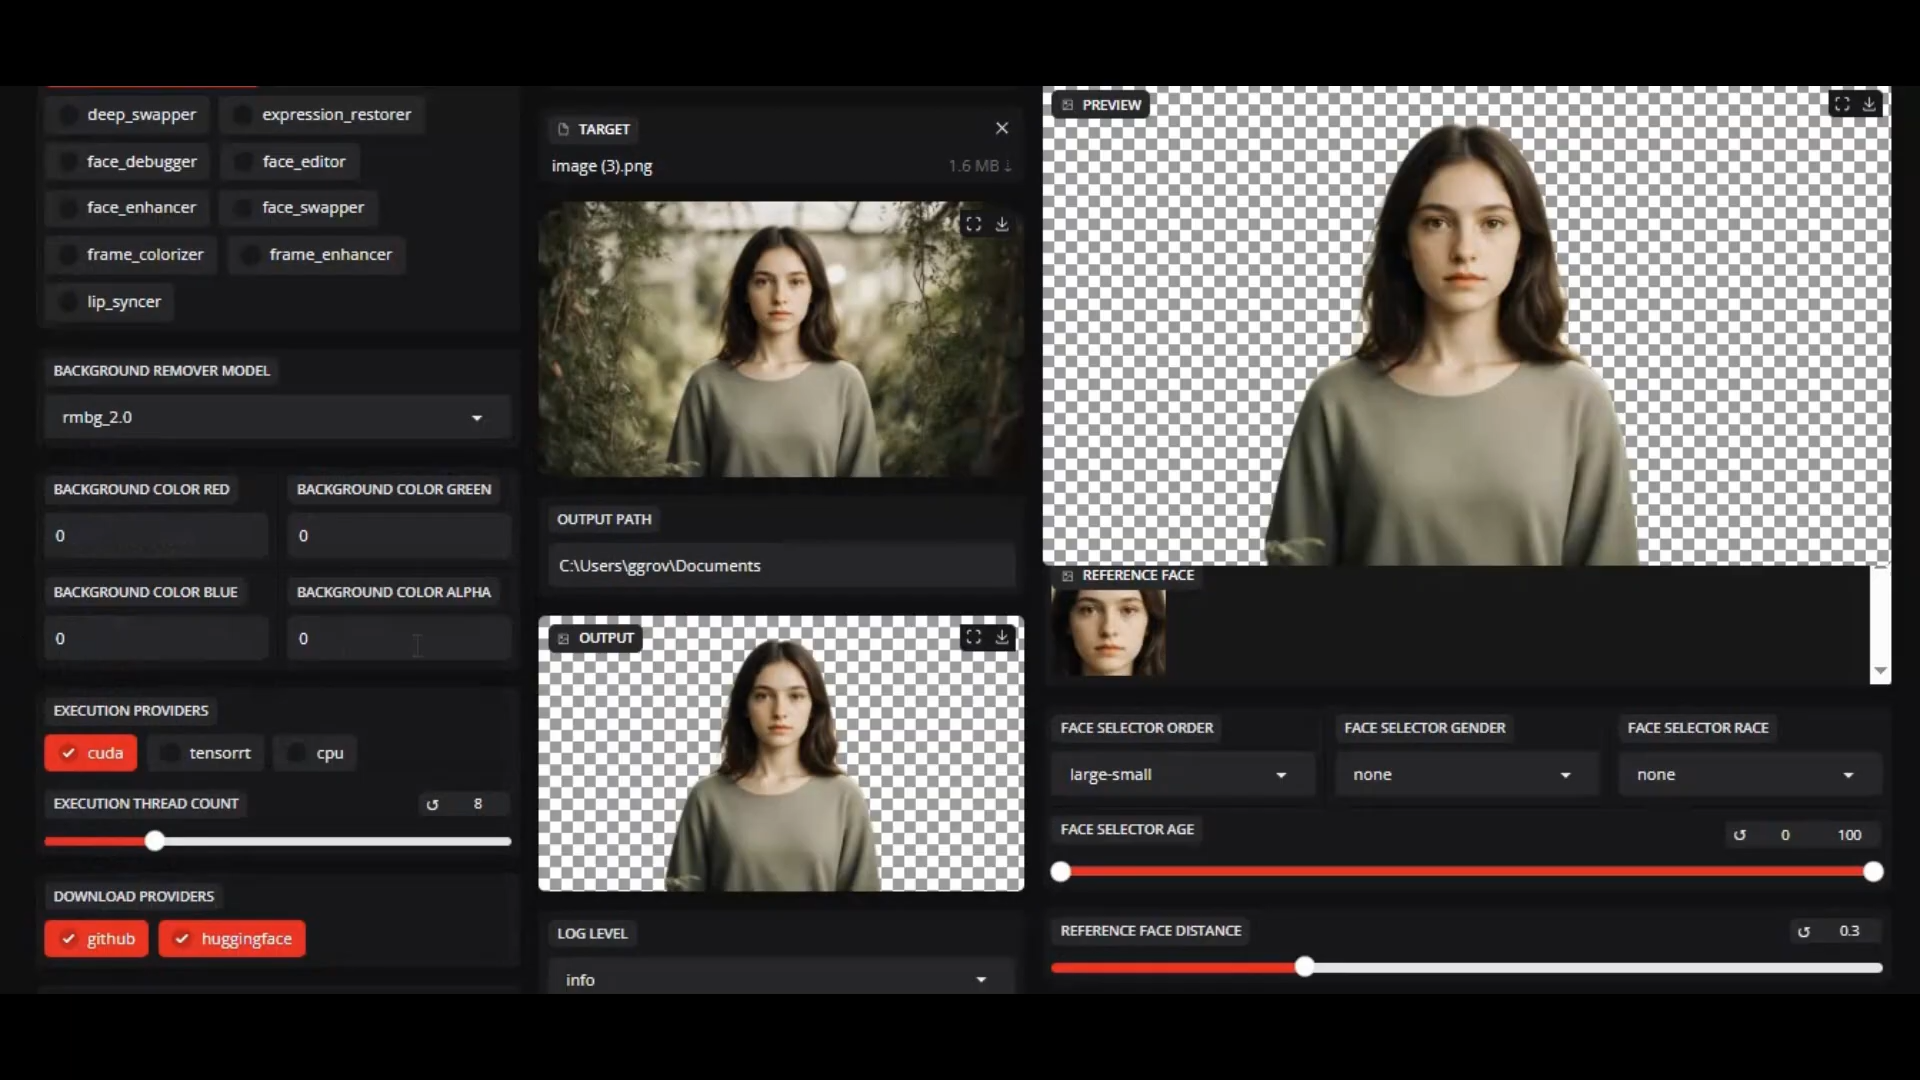 deep_swapper
expression_restorer
face_debugger
face_editor
face_enhancer
face_swapper
frame_colorizer
frame_enhancer
lip_syncer
BACKGROUND REMOVER MODEL
rmbg_2.0
BACKGROUND COLOR RED
BACKGROUND COLOR GREEN
0
0
BACKGROUND COLOR BLUE
BACKGROUND COLOR ALPHA
0
0
EXECUTION PROVIDERS
cuda
tensorrt
cpu
EXECUTION THREAD COUNT
8
DOWNLOAD PROVIDERS
github
huggingface
TARGET
image (3).png
1.6 MB ↓
OUTPUT PATH
C:\Users\ggrov\Documents
OUTPUT
LOG LEVEL
info
PREVIEW
REFERENCE FACE
FACE SELECTOR ORDER
FACE SELECTOR GENDER
FACE SELECTOR RACE
large-small
none
none
FACE SELECTOR AGE
0
100
REFERENCE FACE DISTANCE
0.3